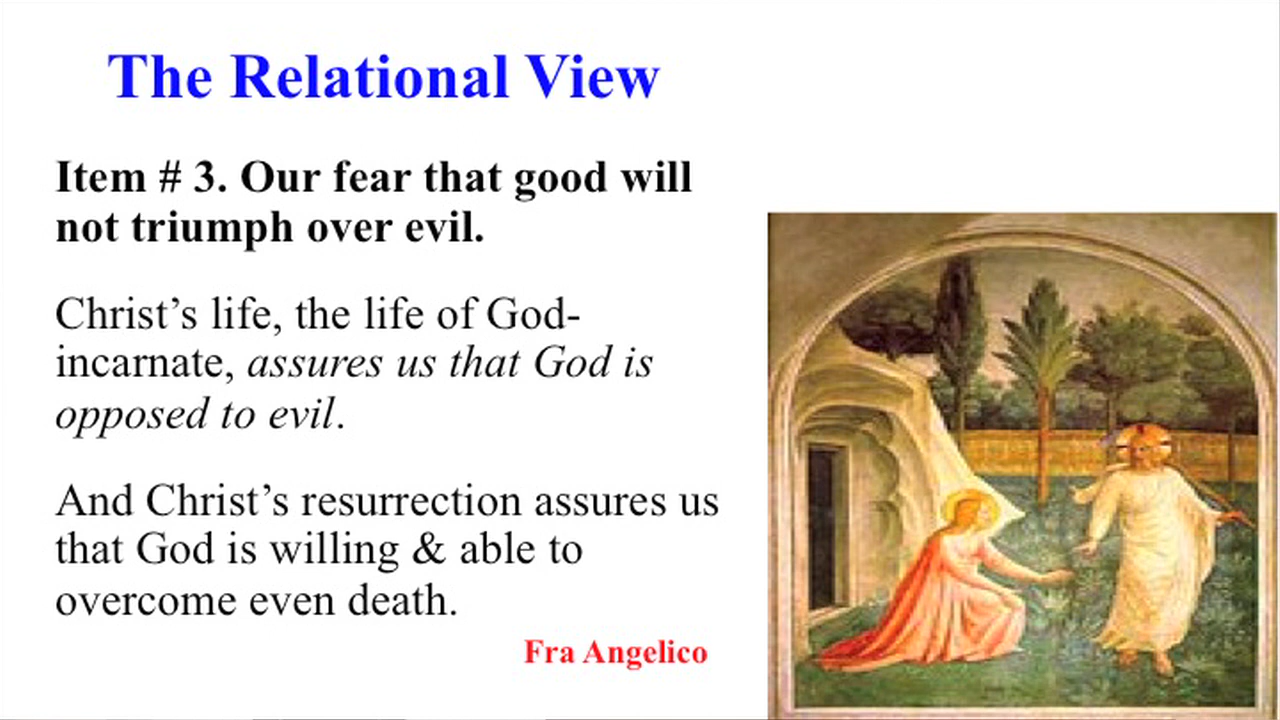 The Relational View
Item # 3. Our fear that good will
not triumph over evil.
Christ’s life, the life of God-
incarnate, assures us that God is
opposed to evil.
And Christ’s resurrection assures us
that God is willing & able to
overcome even death.
Fra Angelico